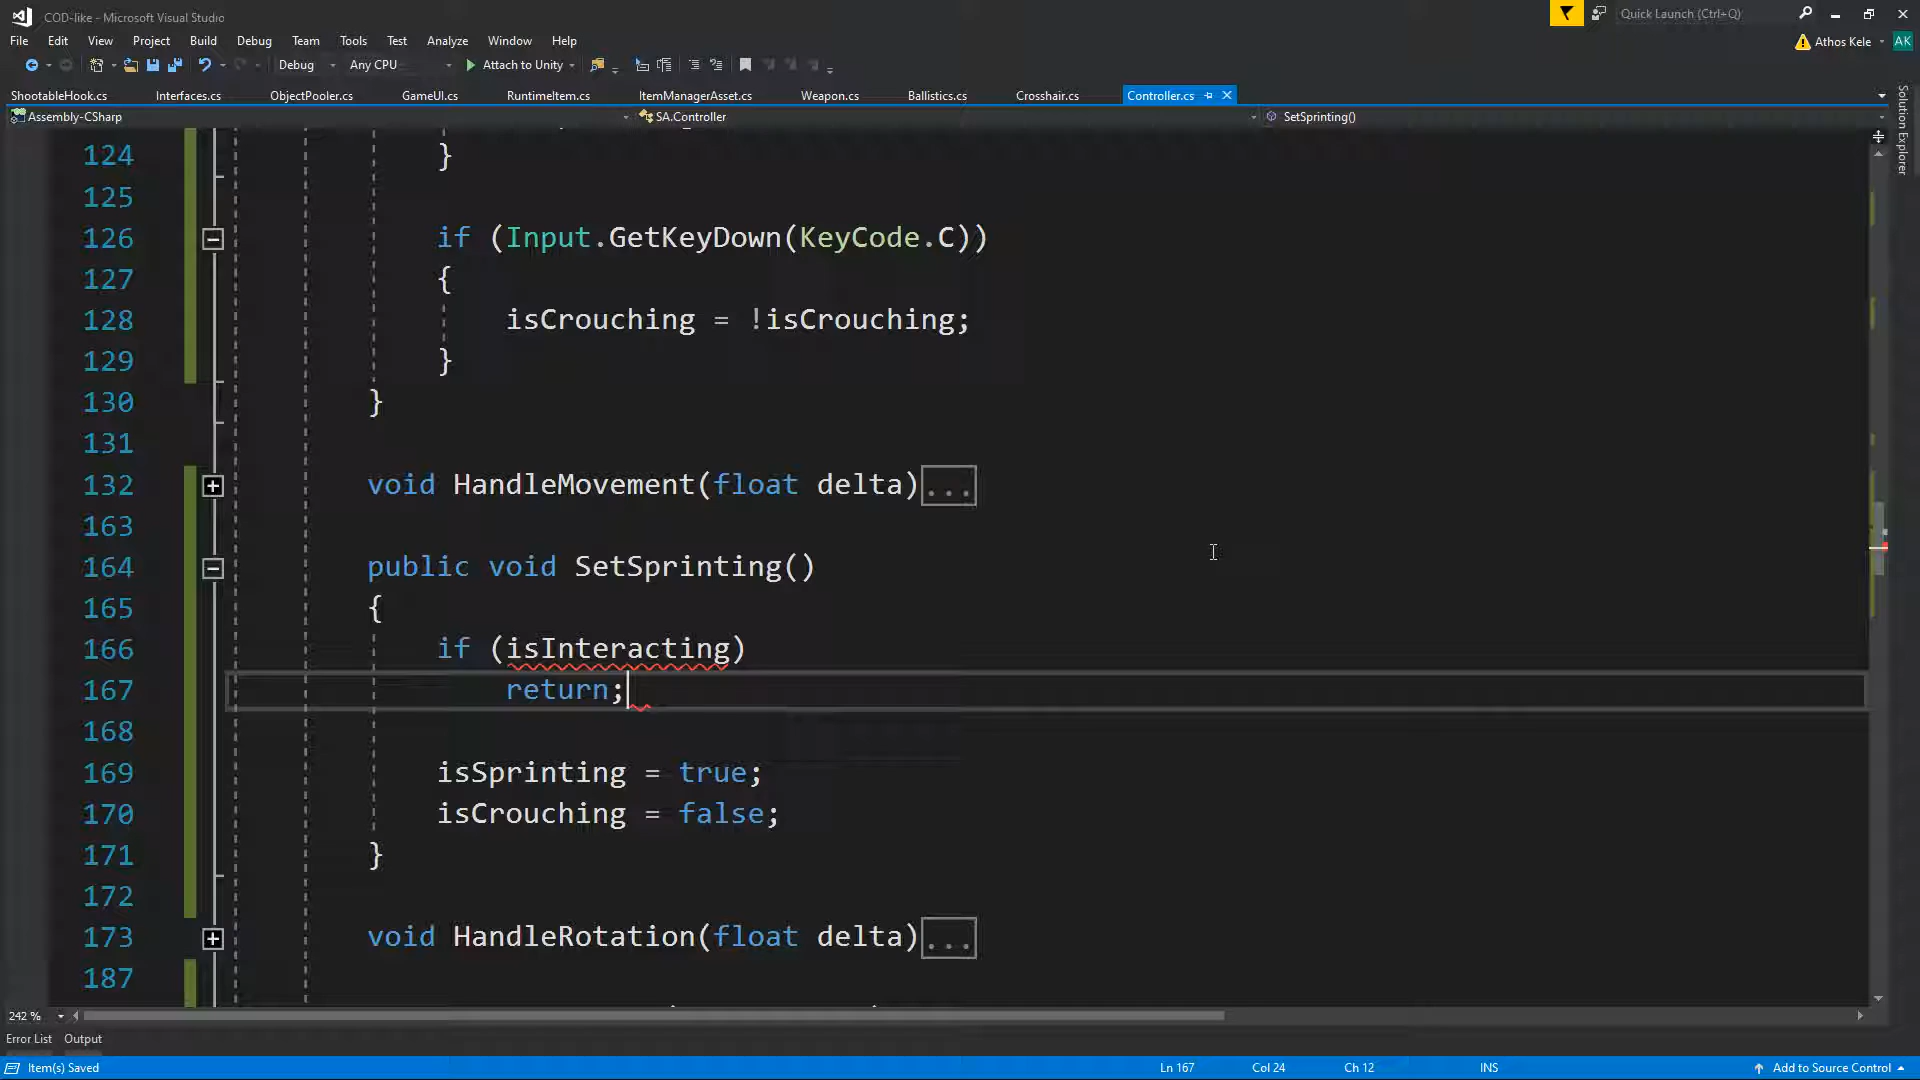 COD-like - Microsoft Visual Studio
Quick Launch (Ctrl+Q)
File Edit View Project Build Debug Team Tools Test Analyze Window Help
Athos Kele AK
Debug Any CPU Attach to Unity
ShootableHook.cs Interfaces.cs ObjectPooler.cs GameUI.cs RuntimeItem.cs ItemManagerAsset.cs Weapon.cs Ballistics.cs Crosshair.cs Controller.cs
Assembly-CSharp SA.Controller SetSprinting()
Solution Explorer
124 }
125
126 if (Input.GetKeyDown(KeyCode.C))
127 {
128 isCrouching = !isCrouching;
129 }
130 }
131
132 void HandleMovement(float delta)...
163
164 public void SetSprinting()
165 {
166 if (isInteracting)
167 return;
168
169 isSprinting = true;
170 isCrouching = false;
171 }
172
173 void HandleRotation(float delta)...
187
242 %
Error List Output
Item(s) Saved Ln 167 Col 24 Ch 12 INS Add to Source Control